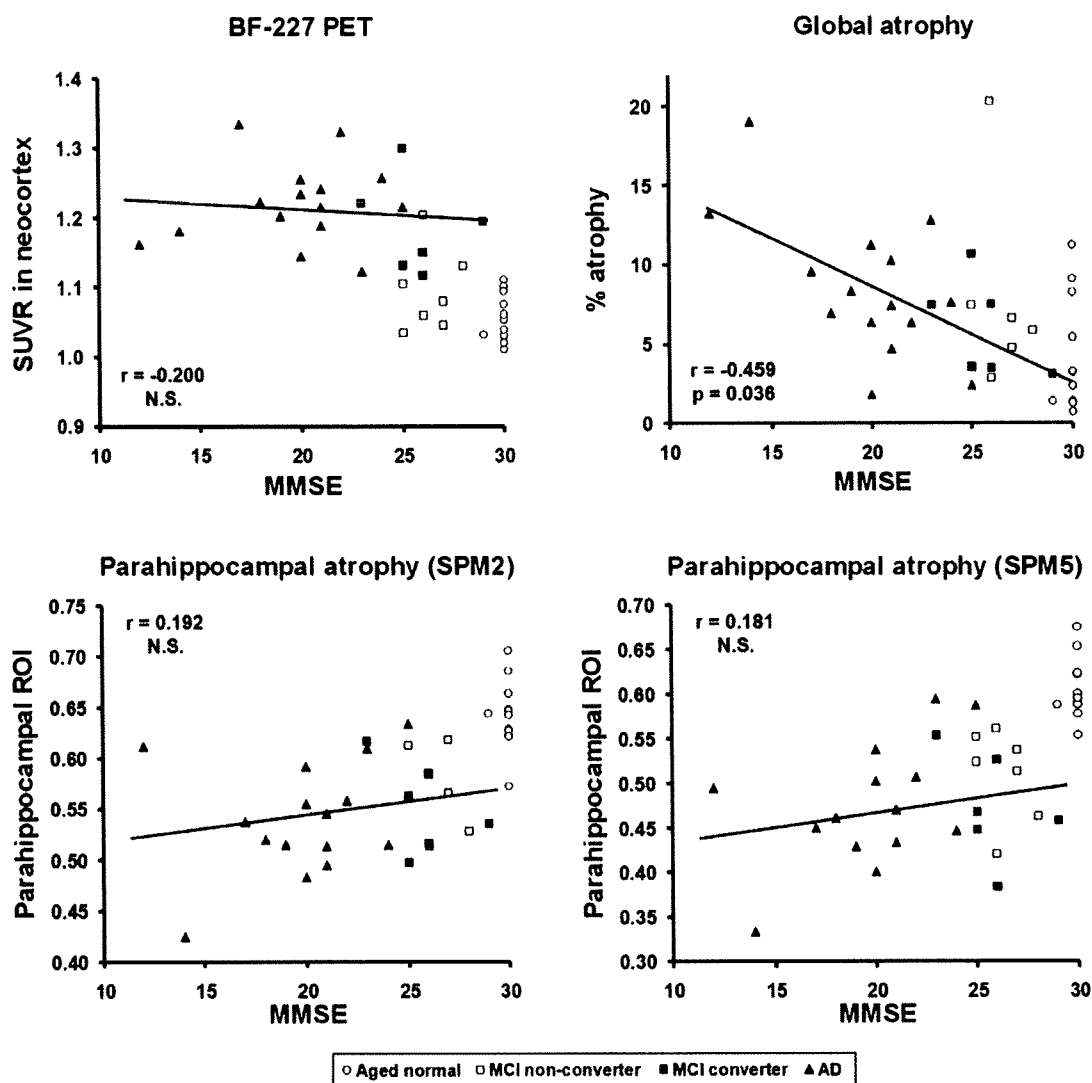 BF-227 PET
SUVR in neocortex
1.4
1.3
1.2
1.1
1.0
0.9
r = -0.200
N.S.
10 15 20 25 30
MMSE
Global atrophy
% atrophy
20
15
10
5
0
r = -0.459
p = 0.036
10 15 20 25 30
MMSE
Parahippocampal atrophy (SPM2)
Parahippocampal ROI
0.75
0.70
0.65
0.60
0.55
0.50
0.45
0.40
r = 0.192
N.S.
10 15 20 25 30
MMSE
Parahippocampal atrophy (SPM5)
Parahippocampal ROI
0.70
0.65
0.60
0.55
0.50
0.45
0.40
0.35
0.30
r = 0.181
N.S.
10 15 20 25 30
MMSE
○ Aged normal □ MCI non-converter ■ MCI converter ▲ AD